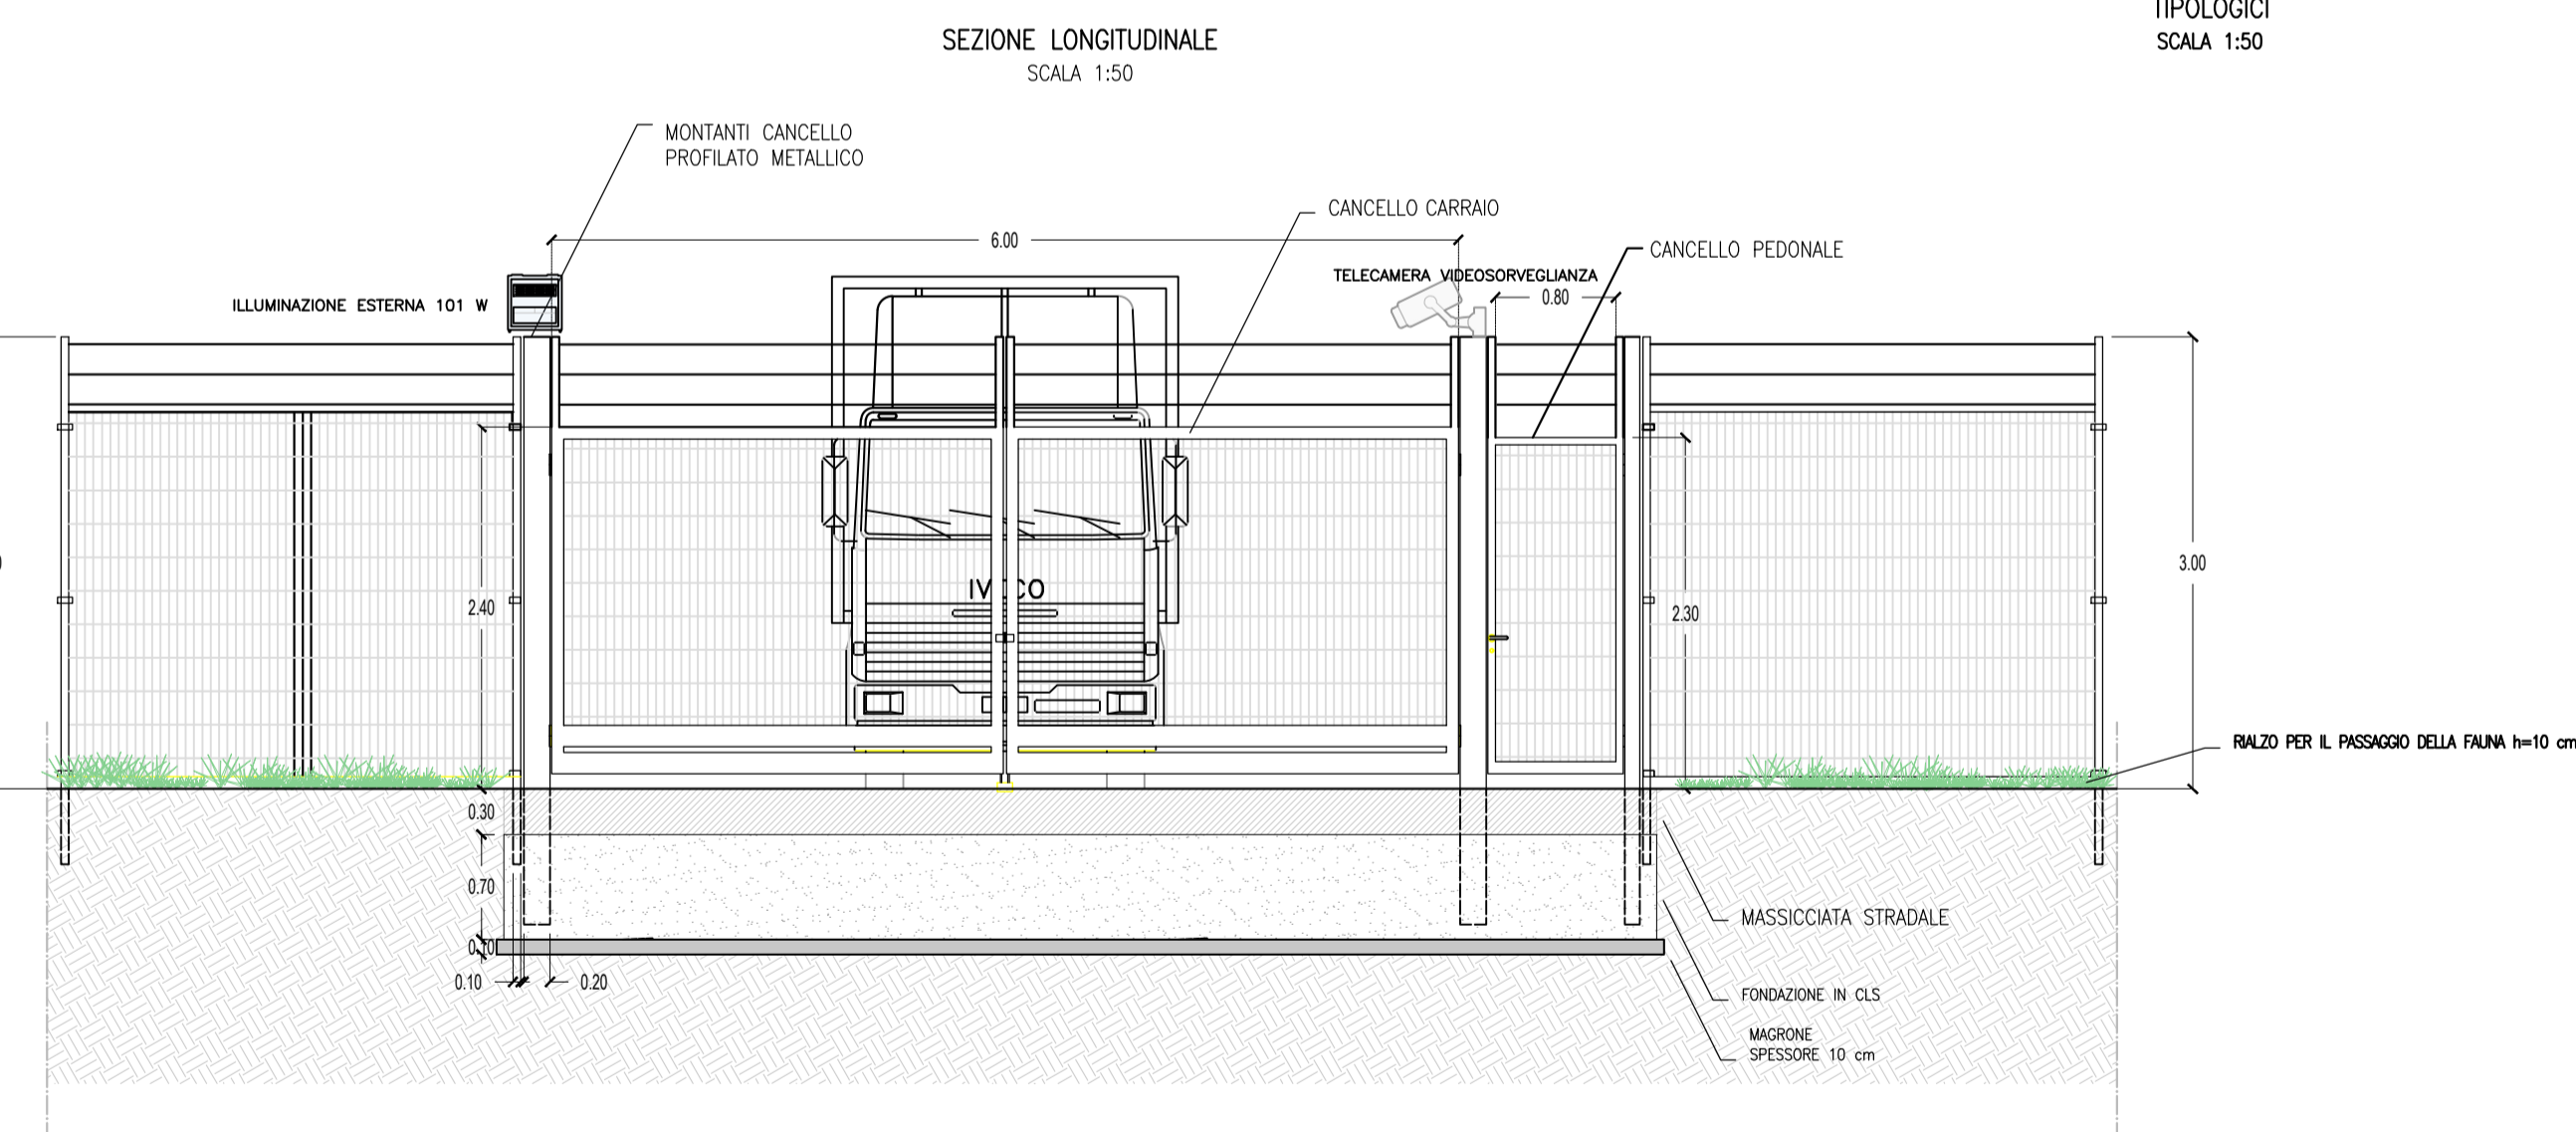 TIPOLOGICI
SCALA 1:50
SEZIONE LONGITUDINALE
SCALA 1:50
MONTANTI CANCELLO
PROFILATO METALLICO
CANCELLO CARRAIO
6.00
CANCELLO PEDONALE
TELECAMERA VIDEOSORVEGLIANZA
0.80
ILLUMINAZIONE ESTERNA 101 W
3.00
2.40
2.30
IVECO
RIALZO PER IL PASSAGGIO DELLA FAUNA h=10 cm
0.30
0.70
0.10
0.10
0.20
MASSICCIATA STRADALE
FONDAZIONE IN CLS
MAGRONE
SPESSORE 10 cm